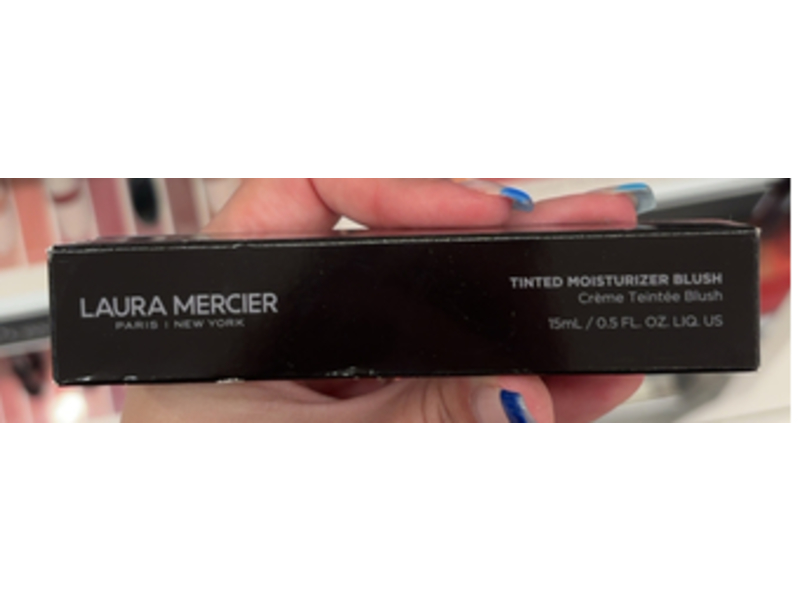 LAURA MERCIER
PARIS | NEW YORK
TINTED MOISTURIZER BLUSH
Crème Teintée Blush
15mL / 0.5 FL. OZ. LIQ. US